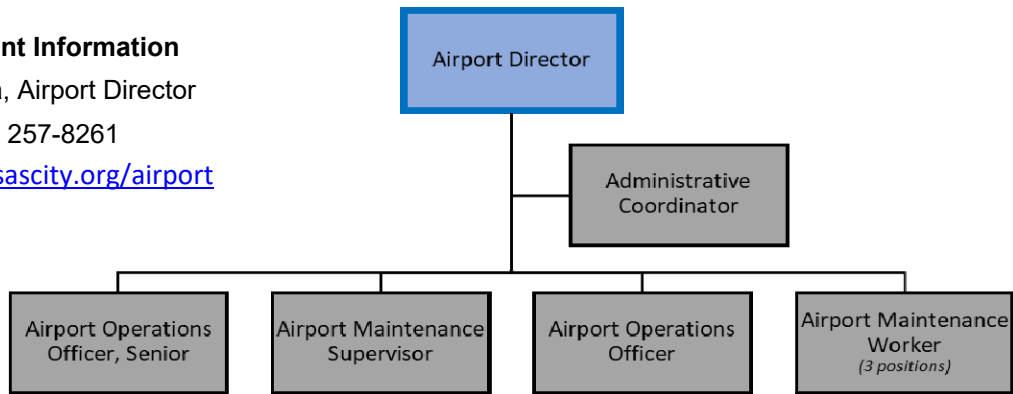 nt Information
, Airport Director
257-8261
sascity.org/airport
Airport Director
Administrative
Coordinator
Airport Operations
Officer, Senior
Airport Maintenance
Supervisor
Airport Operations
Officer
Airport Maintenance
Worker
(3 positions)